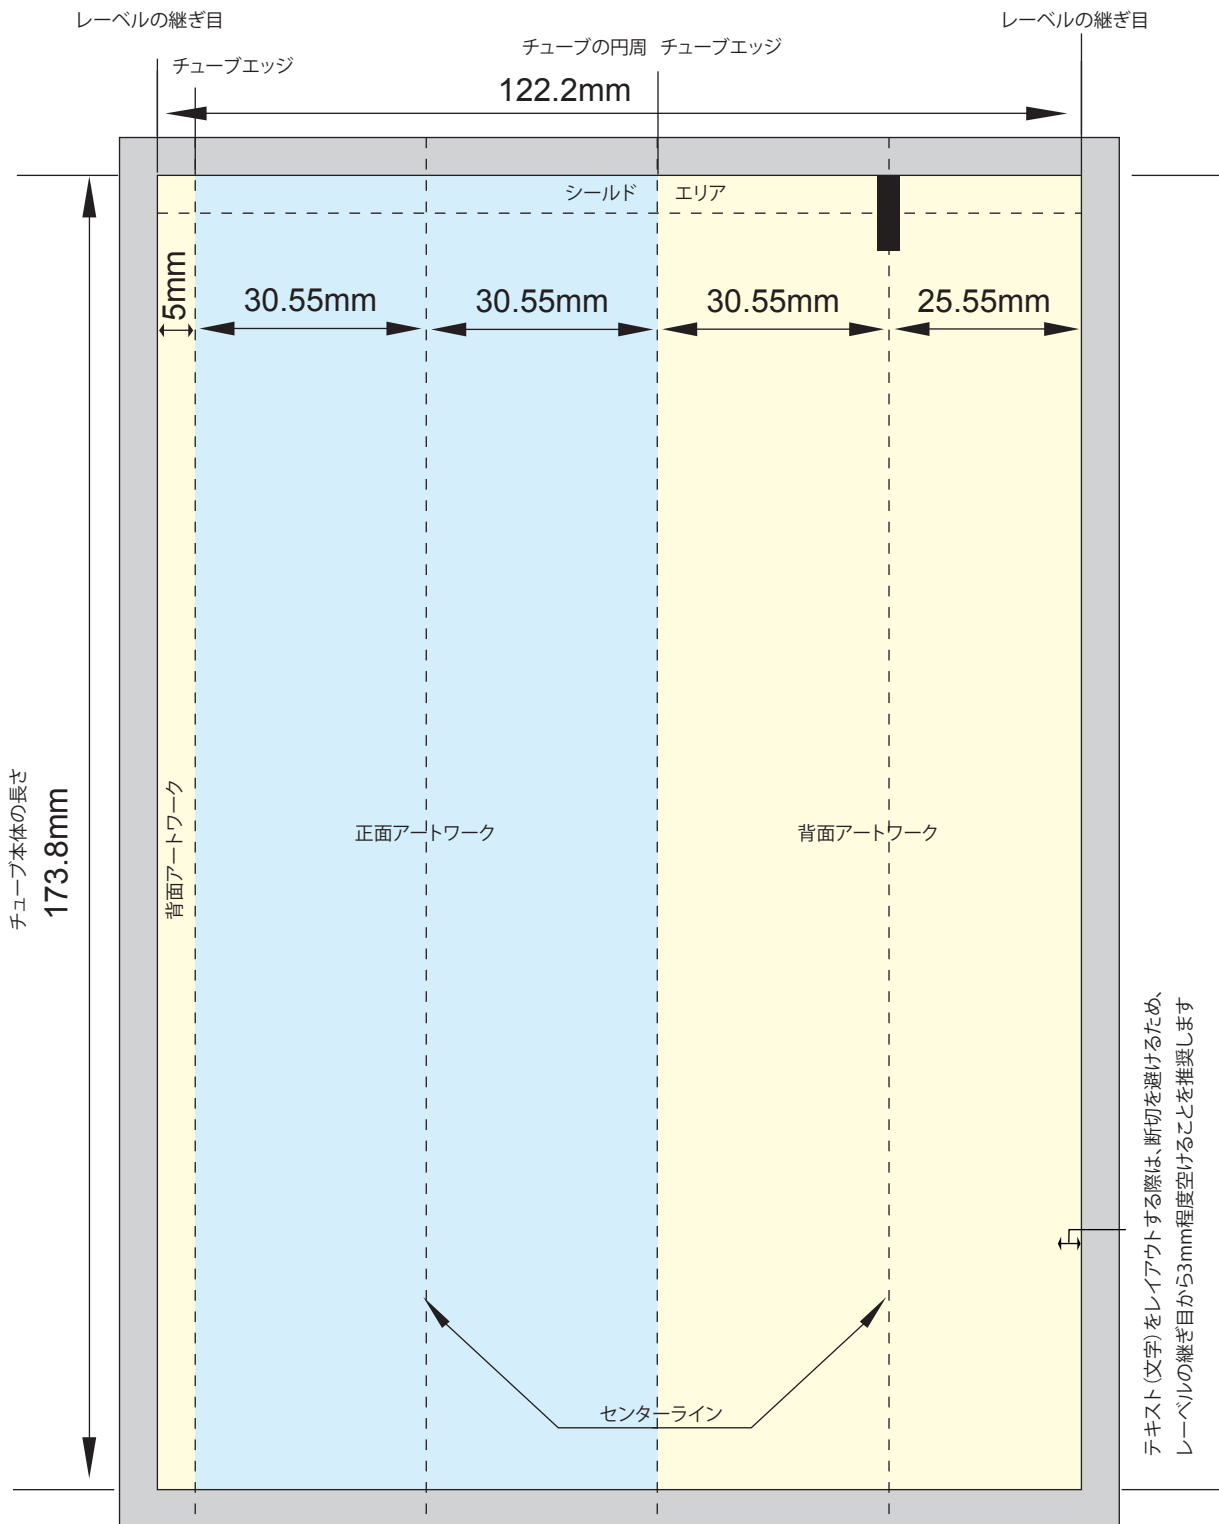 レーベルの継ぎ目
レーベルの継ぎ目
チューブの円周
チューブエッジ
チューブエッジ
122.2mm
シールド
エリア
5mm
30.55mm
30.55mm
30.55mm
25.55mm
チューブ本体の長さ
173.8mm
背面アートワーク
正面アートワーク
背面アートワーク
テキスト(文字)をレイアウトする際は、断切を避けるため、
レーベルの継ぎ目から3mm程度空けることを推奨します
センターライン